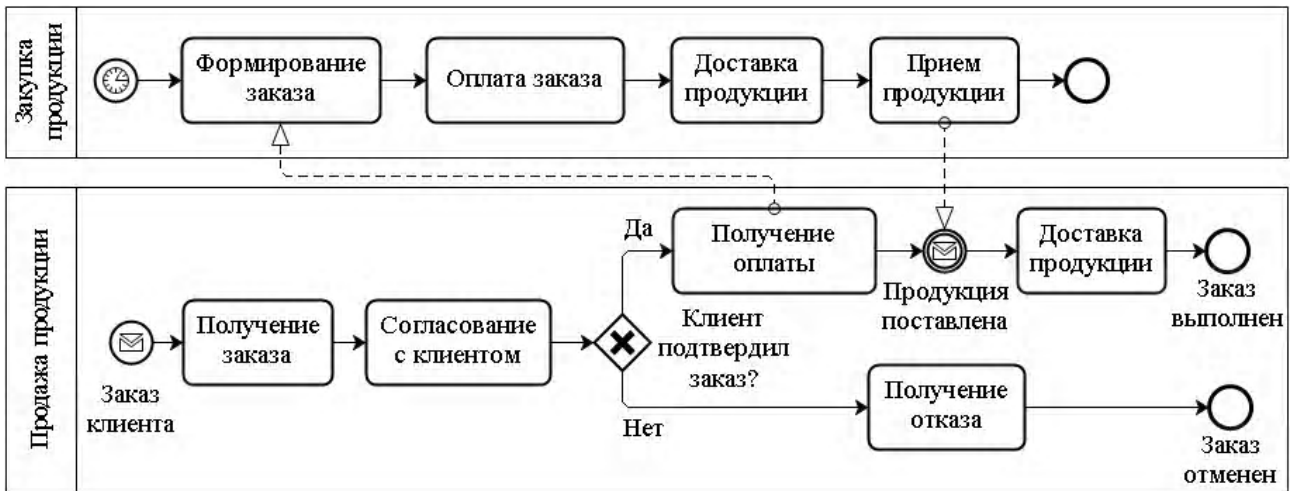 Закупка
продукции
Формирование
заказа
Оплата заказа
Доставка
продукции
Прием
продукции
Продажа продукции
Заказ
клиента
Получение
заказа
Согласование
с клиентом
Да
Нет
Клиент
подтвердил
заказ?
Получение
оплаты
Продукция
поставлена
Доставка
продукции
Заказ
выполнен
Получение
отказа
Заказ
отменен